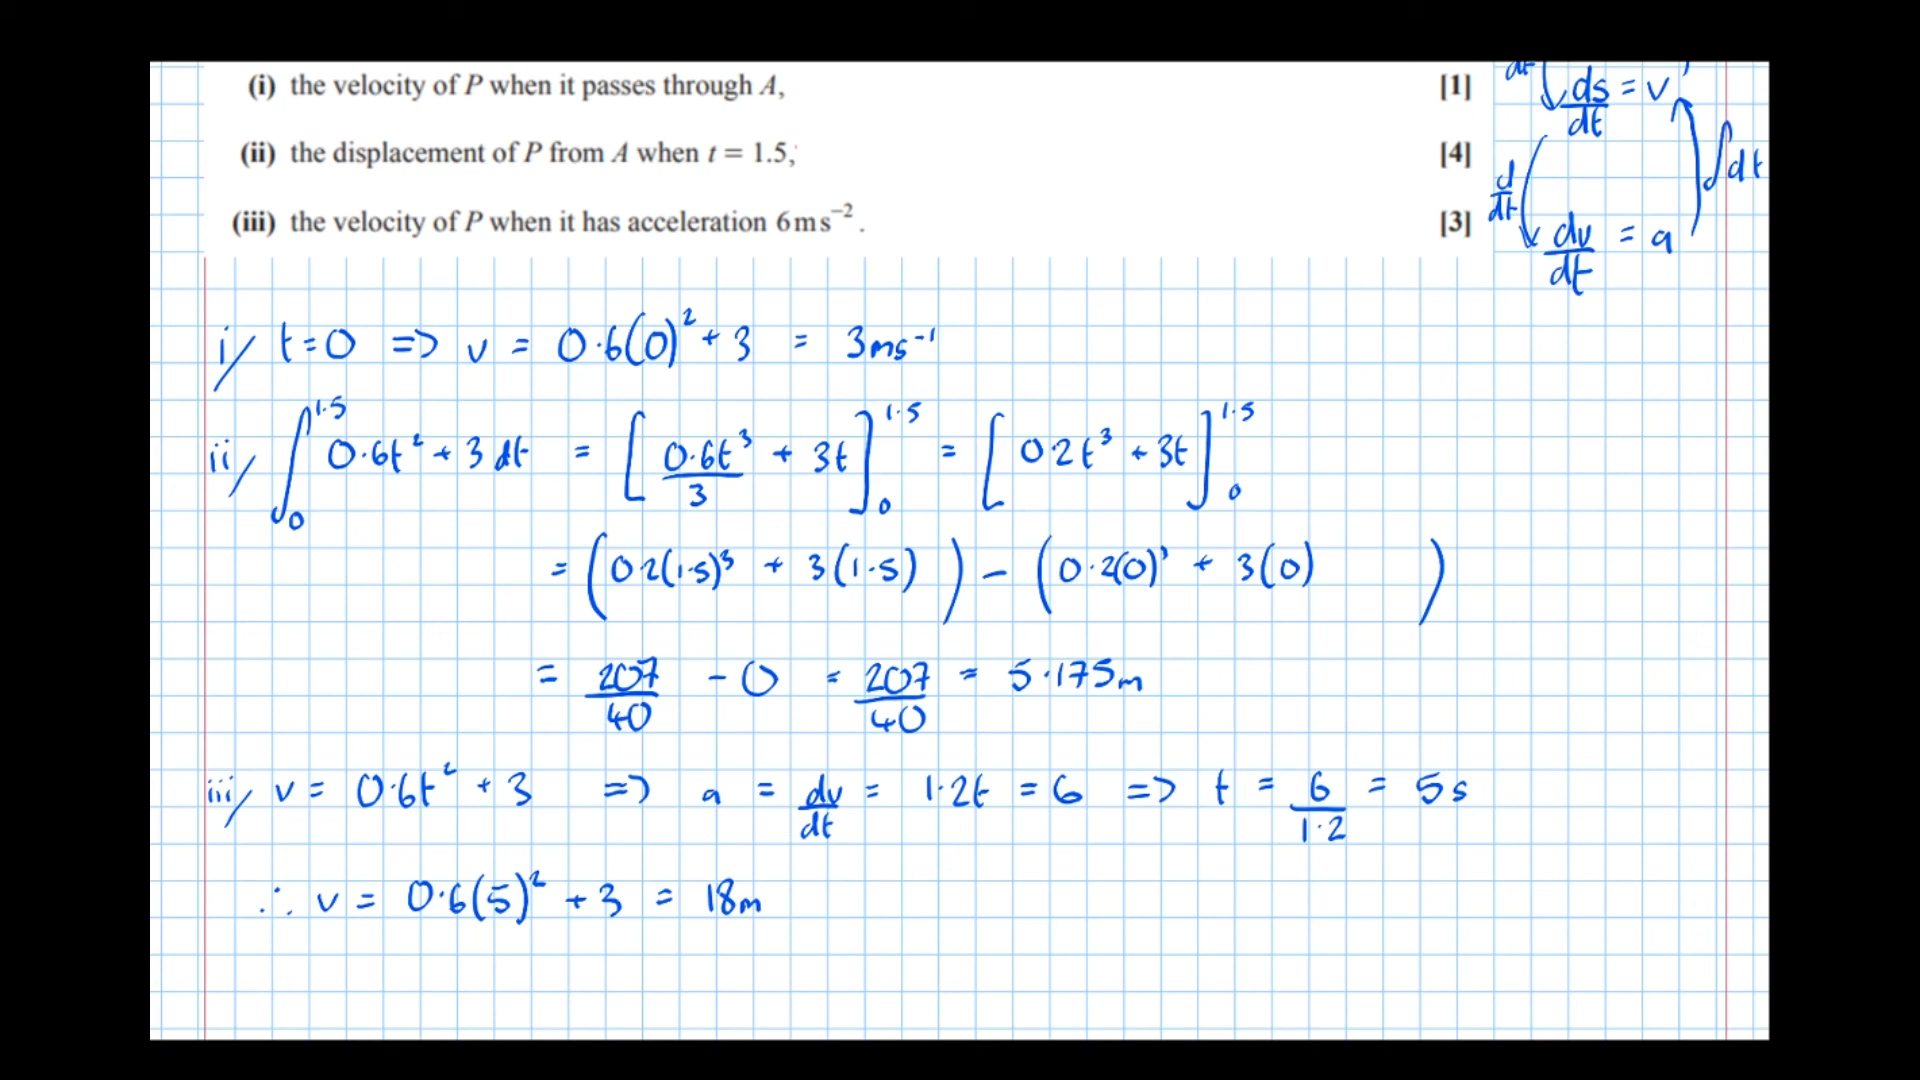 (i) the velocity of P when it passes through A, [1]
(ii) the displacement of P from A when t = 1.5, [4]
(iii) the velocity of P when it has acceleration 6 m s⁻². [3]
dt
ds/dt = v
d/dt
∫dt
dv/dt = a
i/ t=0 => v = 0.6(0)² + 3 = 3ms⁻¹
ii/ ∫₀^1.5 0.6t² + 3 dt = [0.6t³/3 + 3t]₀^1.5 = [0.2t³ + 3t]₀^1.5
= (0.2(1.5)³ + 3(1.5)) - (0.2(0)³ + 3(0))
= 207/40 - 0 = 207/40 = 5.175m
iii/ v = 0.6t² + 3 => a = dv/dt = 1.2t = 6 => t = 6/1.2 = 5s
∴ v = 0.6(5)² + 3 = 18m